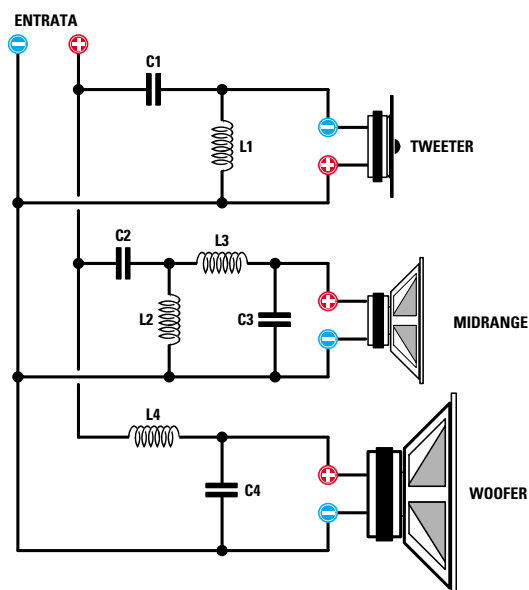 ENTRATA
C1
L1
TWEETER
C2
L3
L2
C3
MIDRANGE
L4
C4
WOOFER